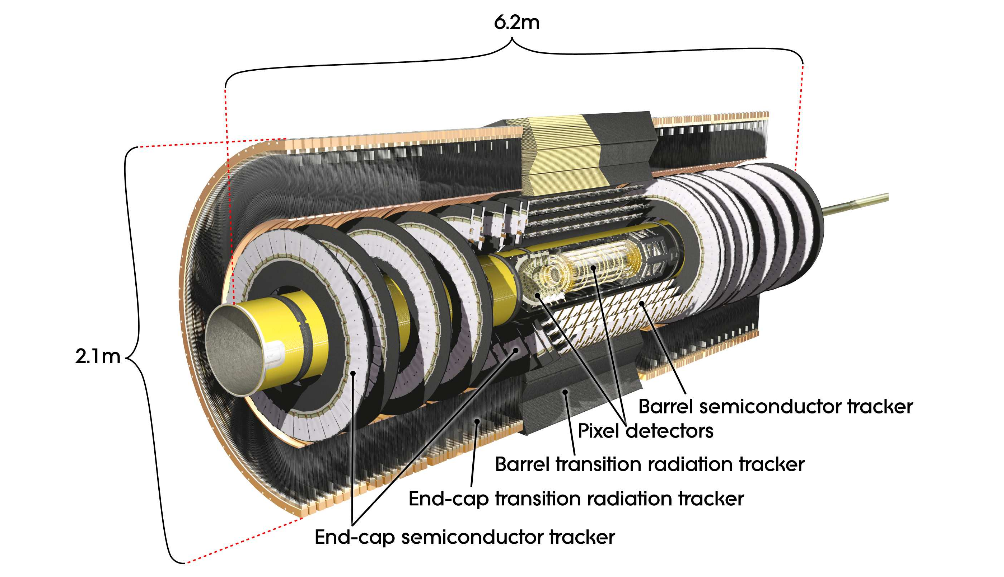 6.2m
2.1m
Barrel semiconductor tracker
Pixel detectors
Barrel transition radiation tracker
End-cap transition radiation tracker
End-cap semiconductor tracker